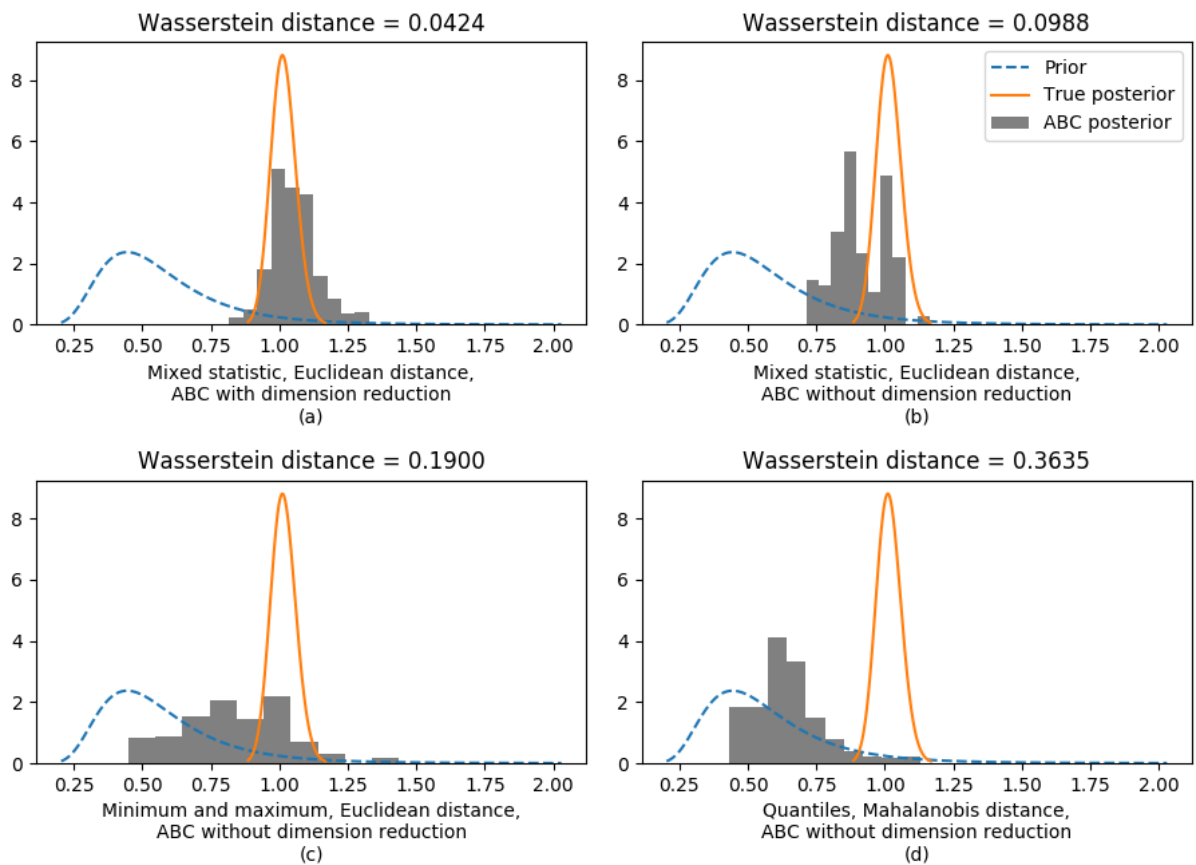 Wasserstein distance = 0.0424
8
6
4
2
0
0.25 0.50 0.75 1.00 1.25 1.50 1.75 2.00
Mixed statistic, Euclidean distance,
ABC with dimension reduction
(a)
Wasserstein distance = 0.0988
Prior
True posterior
ABC posterior
8
6
4
2
0
0.25 0.50 0.75 1.00 1.25 1.50 1.75 2.00
Mixed statistic, Euclidean distance,
ABC without dimension reduction
(b)
Wasserstein distance = 0.1900
8
6
4
2
0
0.25 0.50 0.75 1.00 1.25 1.50 1.75 2.00
Minimum and maximum, Euclidean distance,
ABC without dimension reduction
(c)
Wasserstein distance = 0.3635
8
6
4
2
0
0.25 0.50 0.75 1.00 1.25 1.50 1.75 2.00
Quantiles, Mahalanobis distance,
ABC without dimension reduction
(d)